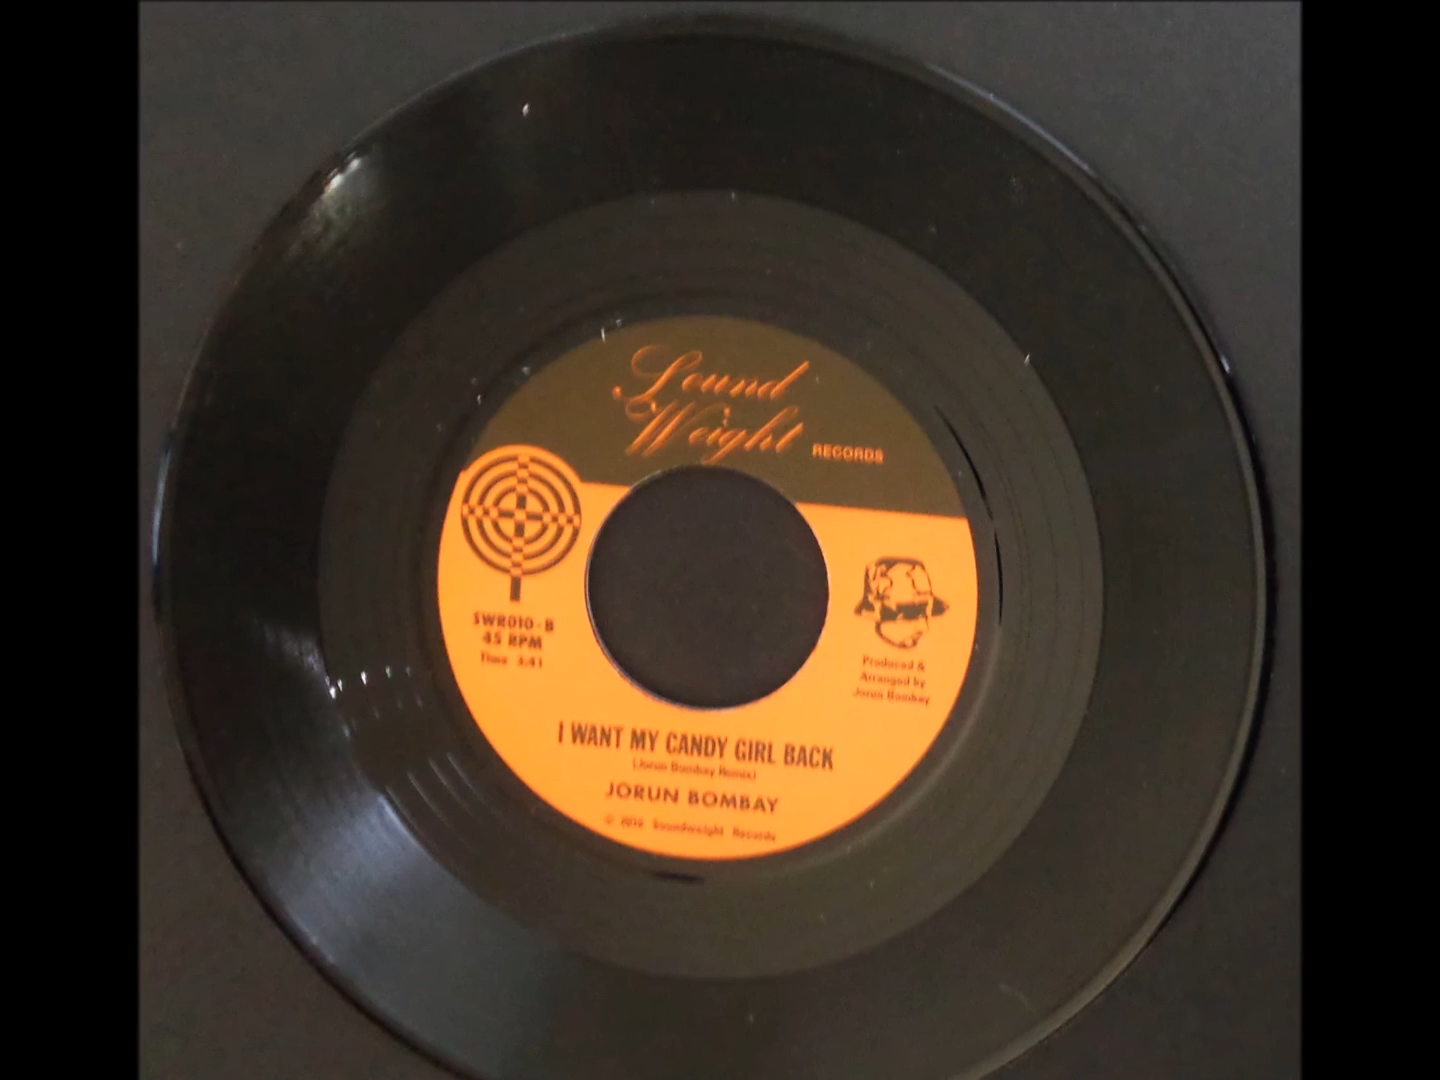 Sound
Weight RECORDS
SWR010-B
45 RPM
Time 3:41
Produced &
Arranged by
Jorun Bombay
I WANT MY CANDY GIRL BACK
(Jorun Bombay Remix)
JORUN BOMBAY
© Soundweight Records